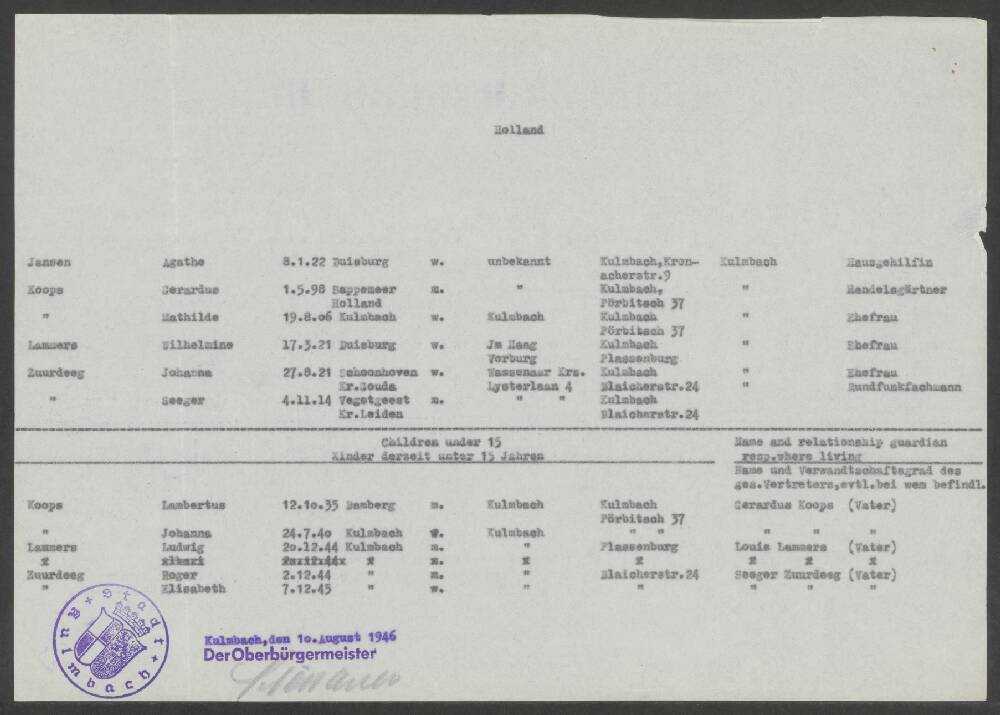 Holland
Jansen Agathe 8.1.22 Duisburg w. unbekannt Kulmbach,Kron- Kulmbach Hausgehilfin
acherstr.9
Koops Gerardus 1.5.98 Sappemeer m. " Kulmbach, " Handelsgärtner
Holland Pörbitsch 37
" Mathilde 19.8.o6 Kulmbach w. Kulmbach Kulmbach " Ehefrau
Pörbitsch 37
Lammers Wilhelmine 17.3.21 Duisburg w. Jm Haag Kulmbach " Ehefrau
Vorburg Plassenburg
Zuurdeeg Johanna 27.8.21 Schoonhoven w. Wassenaar Krs. Kulmbach " Ehefrau
Kr.Gouda Lysterlaan 4 Blaicherstr.24 " Rundfunkfachmann
" Seeger 4.11.14 Vegstgeest m. " " Kulmbach
Kr.Leiden Blaicherstr.24
Children under 15 Name and relationship guardian
Kinder derzeit unter 15 Jahren resp.where living
Name und Verwandtschaftsgrad des
ges.Vertreters,evtl.bei wem befindl.
Koops Lambertus 12.1o.35 Bamberg m. Kulmbach Kulmbach Gerardus Koops (Vater)
Pörbitsch 37
" Johanna 24.7.4o Kulmbach w. Kulmbach " " " " "
Lammers Ludwig 2o.12.44 Kulmbach m. " Plassenburg Louis Lammers (Vater)
Zuurdeeg Roger 2.12.44 " m. " Blaicherstr.24 Seeger Zuurdeeg (Vater)
" Elisabeth 7.12.45 " w. " " " " "
Stadt Kulmbach
Kulmbach,den 1o.August 1946
Der Oberbürgermeister